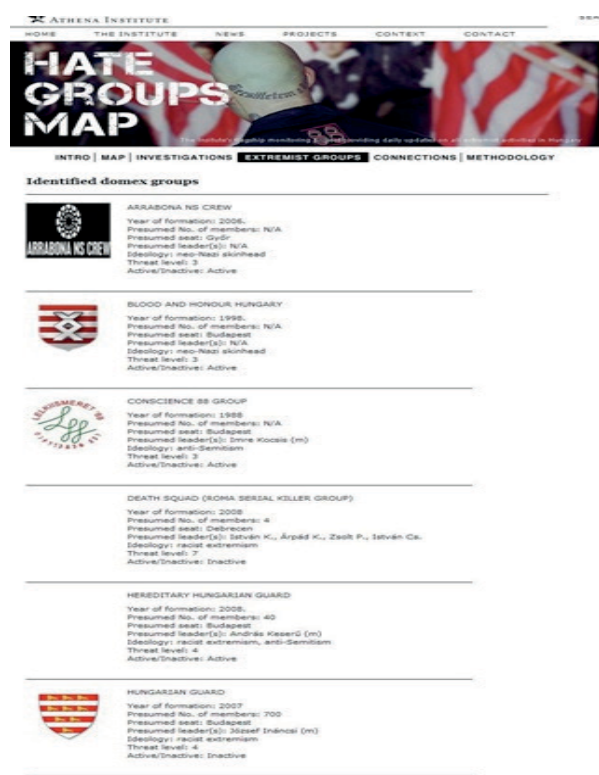 ATHENA INSTITUTE
HOME THE INSTITUTE NEWS PROJECTS CONTEXT CONTACT
HATE
GROUPS
MAP
INTRO | MAP | INVESTIGATIONS EXTREMIST GROUPS CONNECTIONS | METHODOLOGY
Identified domex groups
ARRABONA NS CREW
ARRABONA NS CREW
Year of formation: 2006.
Presumed No. of members: N/A
Presumed seat: Győr
Presumed leader(s): N/A
Ideology: neo-Nazi skinhead
Threat level: 3
Active/Inactive: Active
BLOOD AND HONOUR HUNGARY
Year of formation: 1998.
Presumed No. of members: N/A
Presumed seat: Budapest
Presumed leader(s): N/A
Ideology: neo-Nazi skinhead
Threat level: 3
Active/Inactive: Active
LELKIISMERET '88
CONSCIENCE 88 GROUP
Year of formation: 1988
Presumed No. of members: N/A
Presumed seat: Budapest
Presumed leader(s): Imre Kocsis (m)
Ideology: anti-Semitism
Threat level: 3
Active/Inactive: Active
DEATH SQUAD (ROMA SERIAL KILLER GROUP)
Year of formation: 2008
Presumed No. of members: 4
Presumed seat: Debrecen
Presumed leader(s): István K., Árpád K., Zsolt P., István Cs.
Ideology: racist extremism
Threat level: 7
Active/Inactive: Inactive
HEREDITARY HUNGARIAN GUARD
Year of formation: 2008.
Presumed No. of members: 40
Presumed seat: Budapest
Presumed leader(s): András Keserű (m)
Ideology: racist extremism, anti-Semitism
Threat level: 4
Active/Inactive: Active
HUNGARSAN GUARD
Year of formation: 2007
Presumed No. of members: 700
Presumed seat: Budapest
Presumed leader(s): József Ináncsi (m)
Ideology: racist extremism
Threat level: 4
Active/Inactive: Inactive